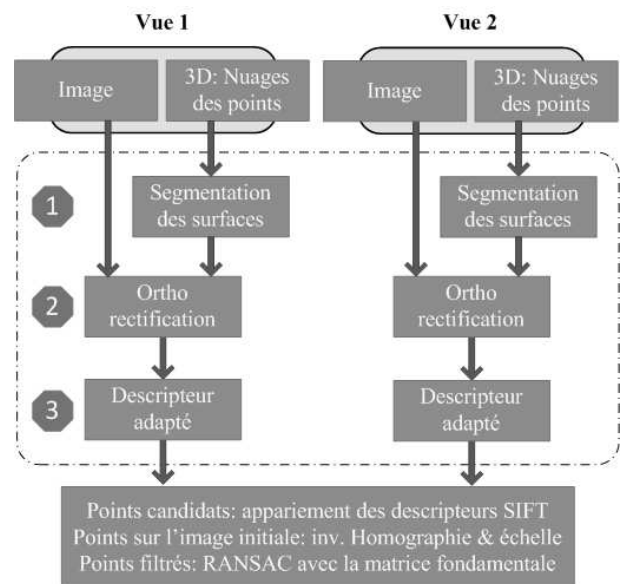 Vue 1
Vue 2
Image
3D: Nuages
des points
Image
3D: Nuages
des points
1
Segmentation
des surfaces
Segmentation
des surfaces
2
Ortho
rectification
Ortho
rectification
3
Descripteur
adapté
Descripteur
adapté
Points candidats: appariement des descripteurs SIFT
Points sur l'image initiale: inv. Homographie & échelle
Points filtrés: RANSAC avec la matrice fondamentale